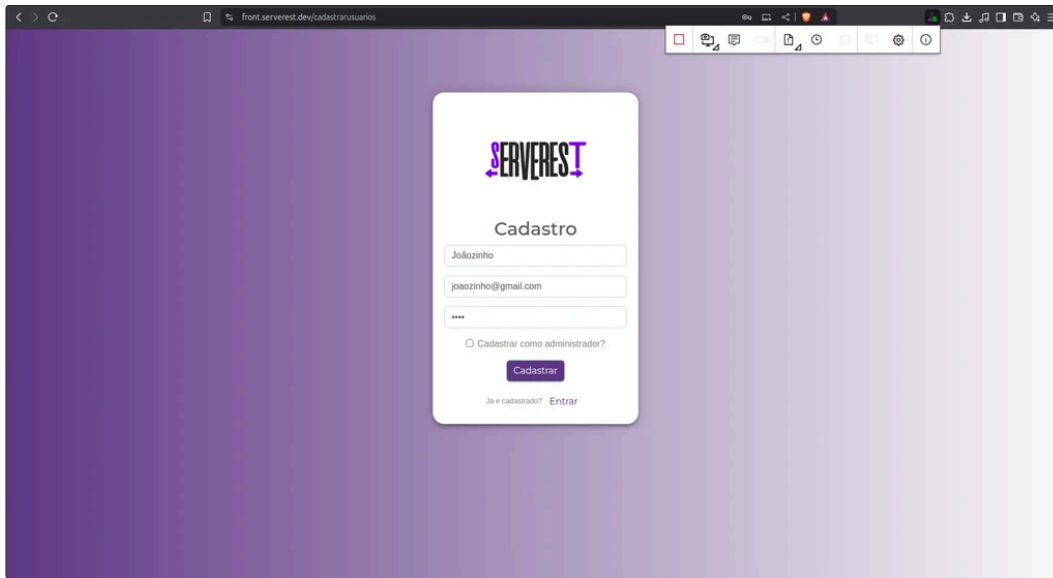 front.serverest.dev/cadastrarusuarios
SERVEREST
Cadastro
Joãozinho
joaozinho@gmail.com
••••
Cadastrar como administrador?
Cadastrar
Já é cadastrado? Entrar